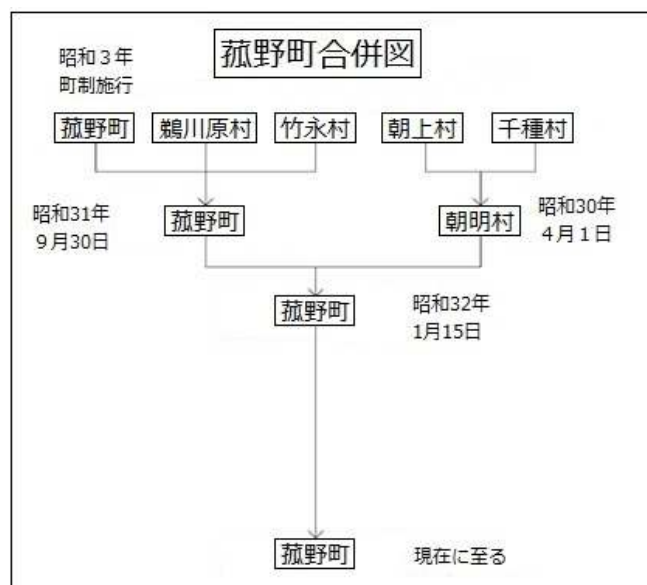 菰野町合併図
昭和３年
町制施行
菰野町
鵜川原村
竹永村
朝上村
千種村
昭和31年
９月30日
菰野町
朝明村
昭和30年
４月１日
菰野町
昭和32年
1月15日
菰野町
現在に至る